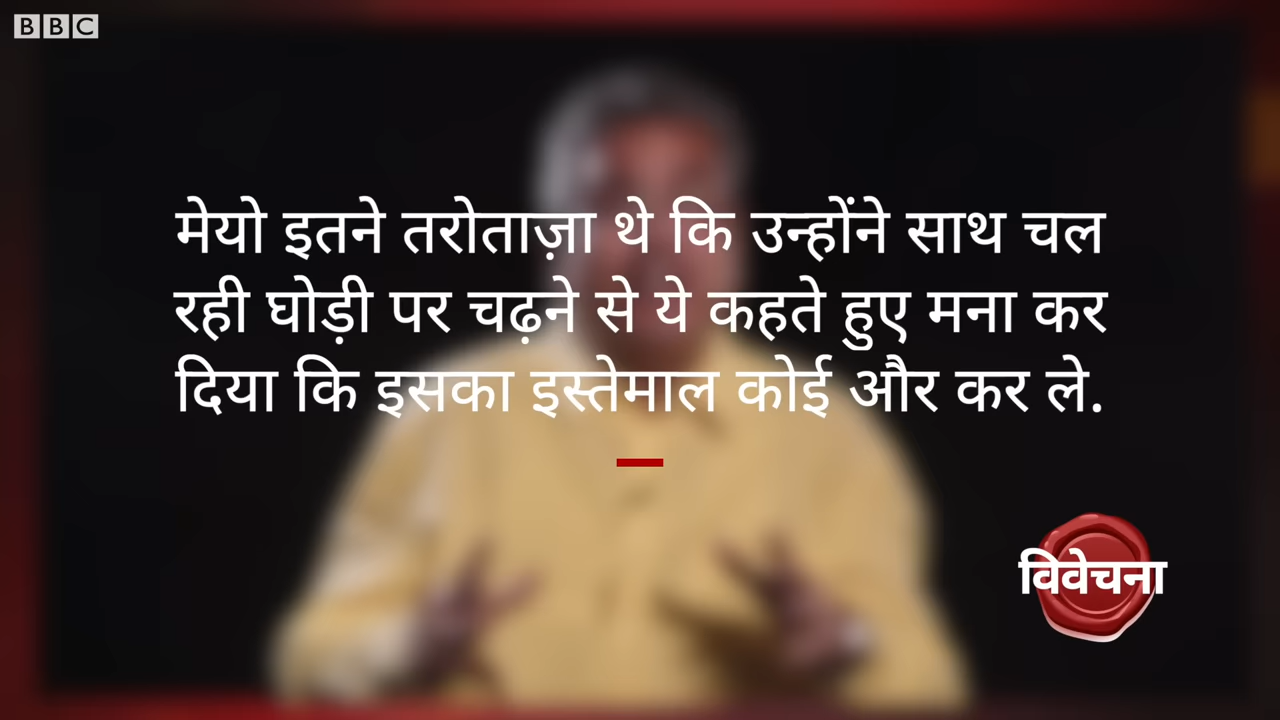 BBC
मेयो इतने तरोताज़ा थे कि उन्होंने साथ चल
रही घोड़ी पर चढ़ने से ये कहते हुए मना कर
दिया कि इसका इस्तेमाल कोई और कर ले.
विवेचना